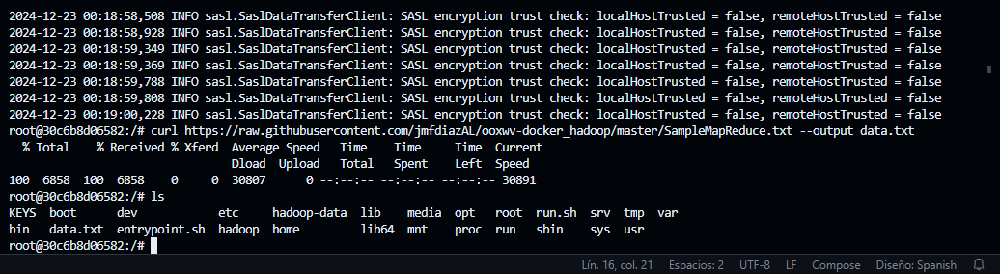 2024-12-23 00:18:58,508 INFO sasl.SaslDataTransferClient: SASL encryption trust check: localHostTrusted = false, remoteHostTrusted = false
2024-12-23 00:18:58,928 INFO sasl.SaslDataTransferClient: SASL encryption trust check: localHostTrusted = false, remoteHostTrusted = false
2024-12-23 00:18:59,349 INFO sasl.SaslDataTransferClient: SASL encryption trust check: localHostTrusted = false, remoteHostTrusted = false
2024-12-23 00:18:59,369 INFO sasl.SaslDataTransferClient: SASL encryption trust check: localHostTrusted = false, remoteHostTrusted = false
2024-12-23 00:18:59,788 INFO sasl.SaslDataTransferClient: SASL encryption trust check: localHostTrusted = false, remoteHostTrusted = false
2024-12-23 00:18:59,808 INFO sasl.SaslDataTransferClient: SASL encryption trust check: localHostTrusted = false, remoteHostTrusted = false
2024-12-23 00:19:00,228 INFO sasl.SaslDataTransferClient: SASL encryption trust check: localHostTrusted = false, remoteHostTrusted = false
root@30c6b8d06582:/# curl https://raw.githubusercontent.com/jmfdiazAL/ooxwv-docker_hadoop/master/SampleMapReduce.txt --output data.txt
  % Total    % Received % Xferd  Average Speed   Time    Time     Time  Current
                                 Dload  Upload   Total   Spent    Left  Speed
100  6858  100  6858    0     0  30807      0 --:--:-- --:--:-- --:--:-- 30891
root@30c6b8d06582:/# ls
KEYS  boot      dev            etc     hadoop-data  lib    media  opt   root  run.sh  srv  tmp  var
bin   data.txt  entrypoint.sh  hadoop  home         lib64  mnt    proc  run   sbin    sys  usr
root@30c6b8d06582:/#
Lín. 16, col. 21  Espacios: 2  UTF-8  LF  Compose  Diseño: Spanish